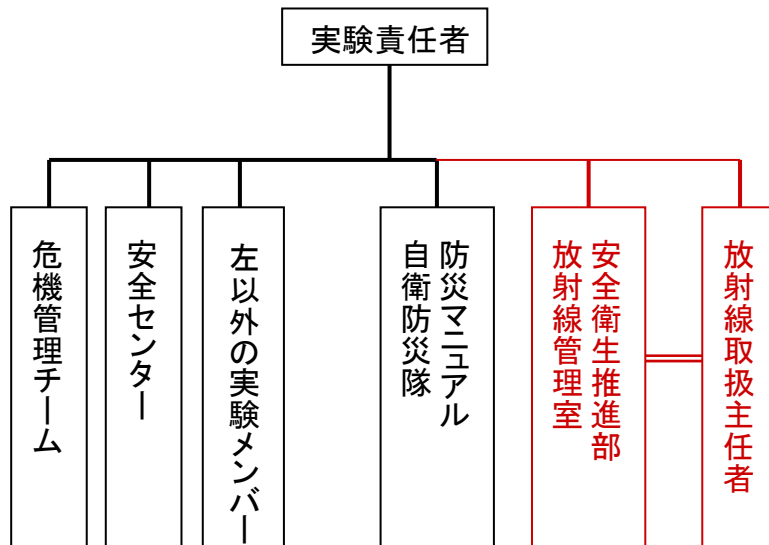 実験責任者
危機管理チーム
安全センター
左以外の実験メンバー
防災マニュアル
自衛防災隊
安全衛生推進部
放射線管理室
放射線取扱主任者